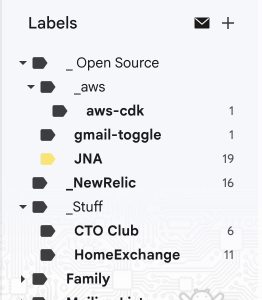 Labels
_ Open Source
_aws
aws-cdk 1
gmail-toggle 1
JNA 19
_NewRelic 16
_Stuff
CTO Club 6
HomeExchange 11
Family